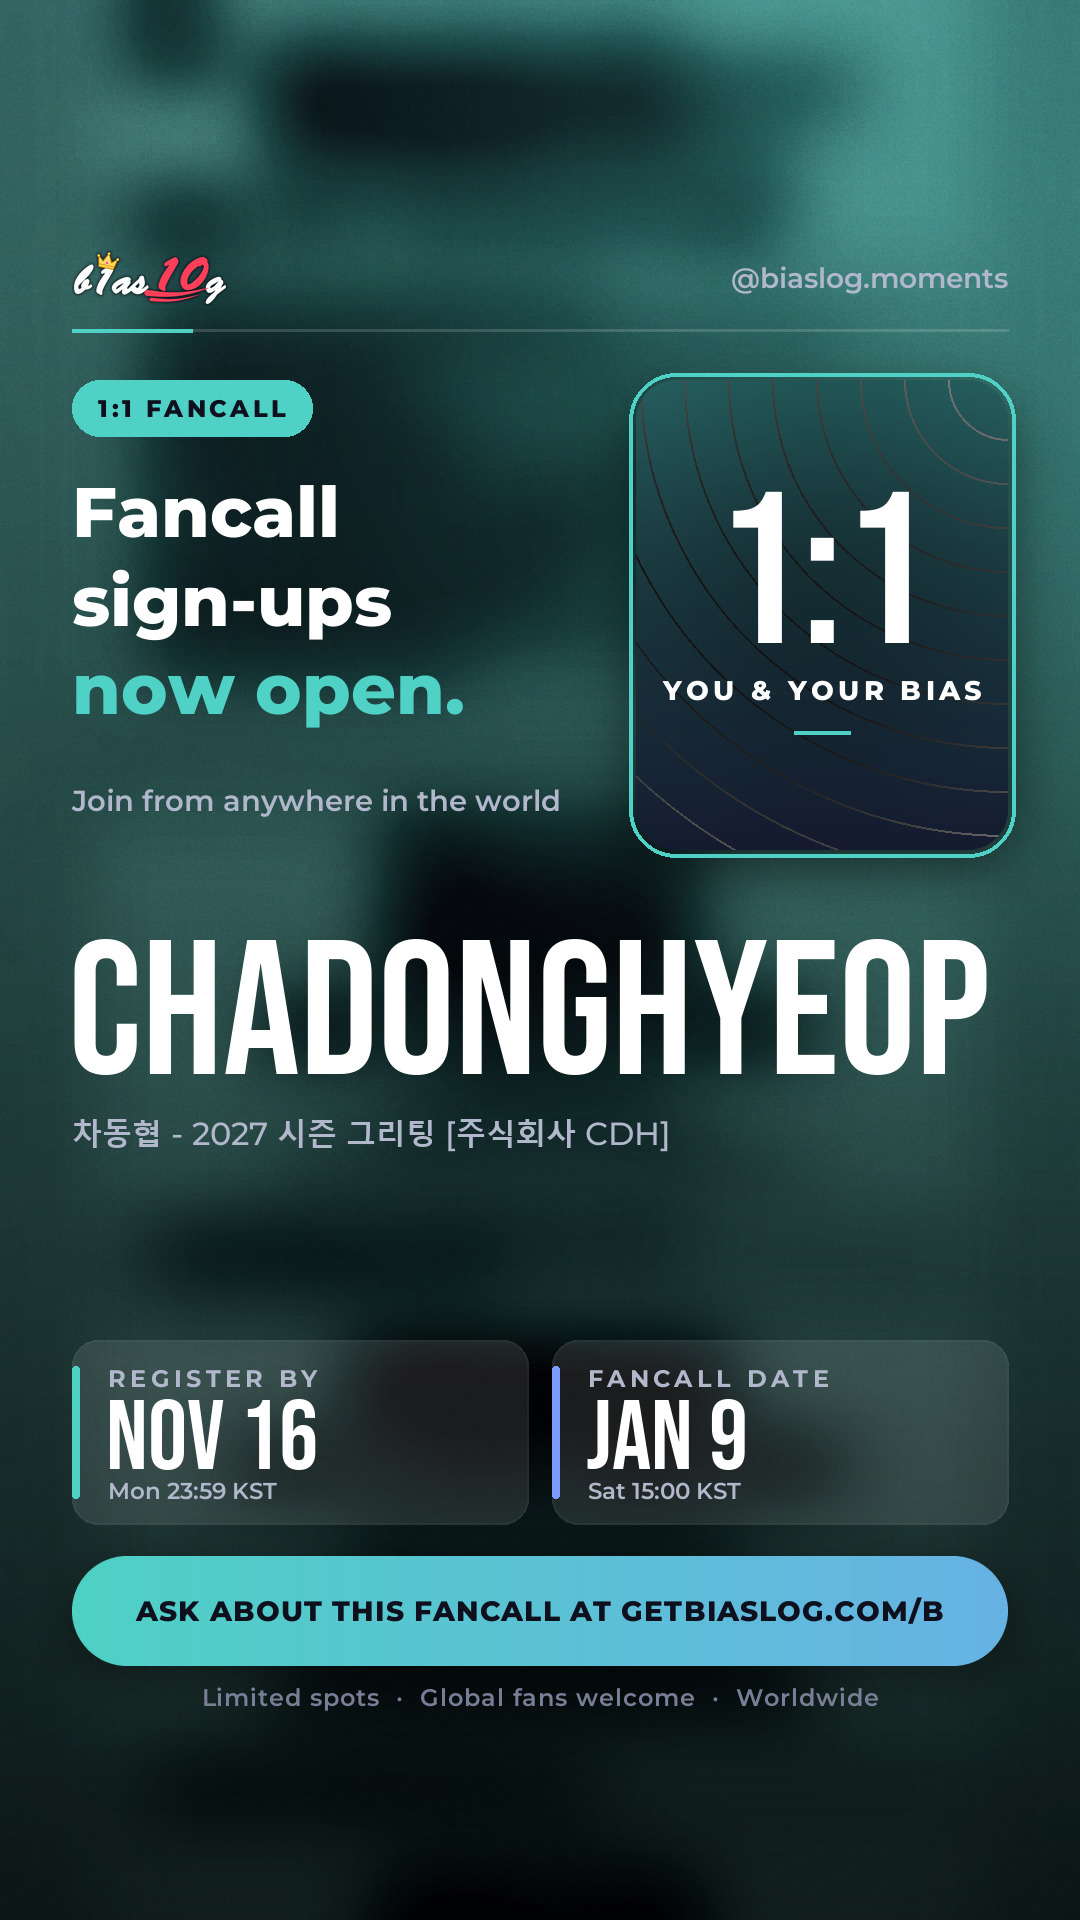 b1as10g
@biaslog.moments
1:1 FANCALL
Fancall
sign-ups
now open.
Join from anywhere in the world
1:1
YOU & YOUR BIAS
CHADONGHYEOP
차동협 - 2027 시즌 그리팅 [주식회사 CDH]
REGISTER BY
NOV 16
Mon 23:59 KST
FANCALL DATE
JAN 9
Sat 15:00 KST
ASK ABOUT THIS FANCALL AT GETBIASLOG.COM/B
Limited spots · Global fans welcome · Worldwide